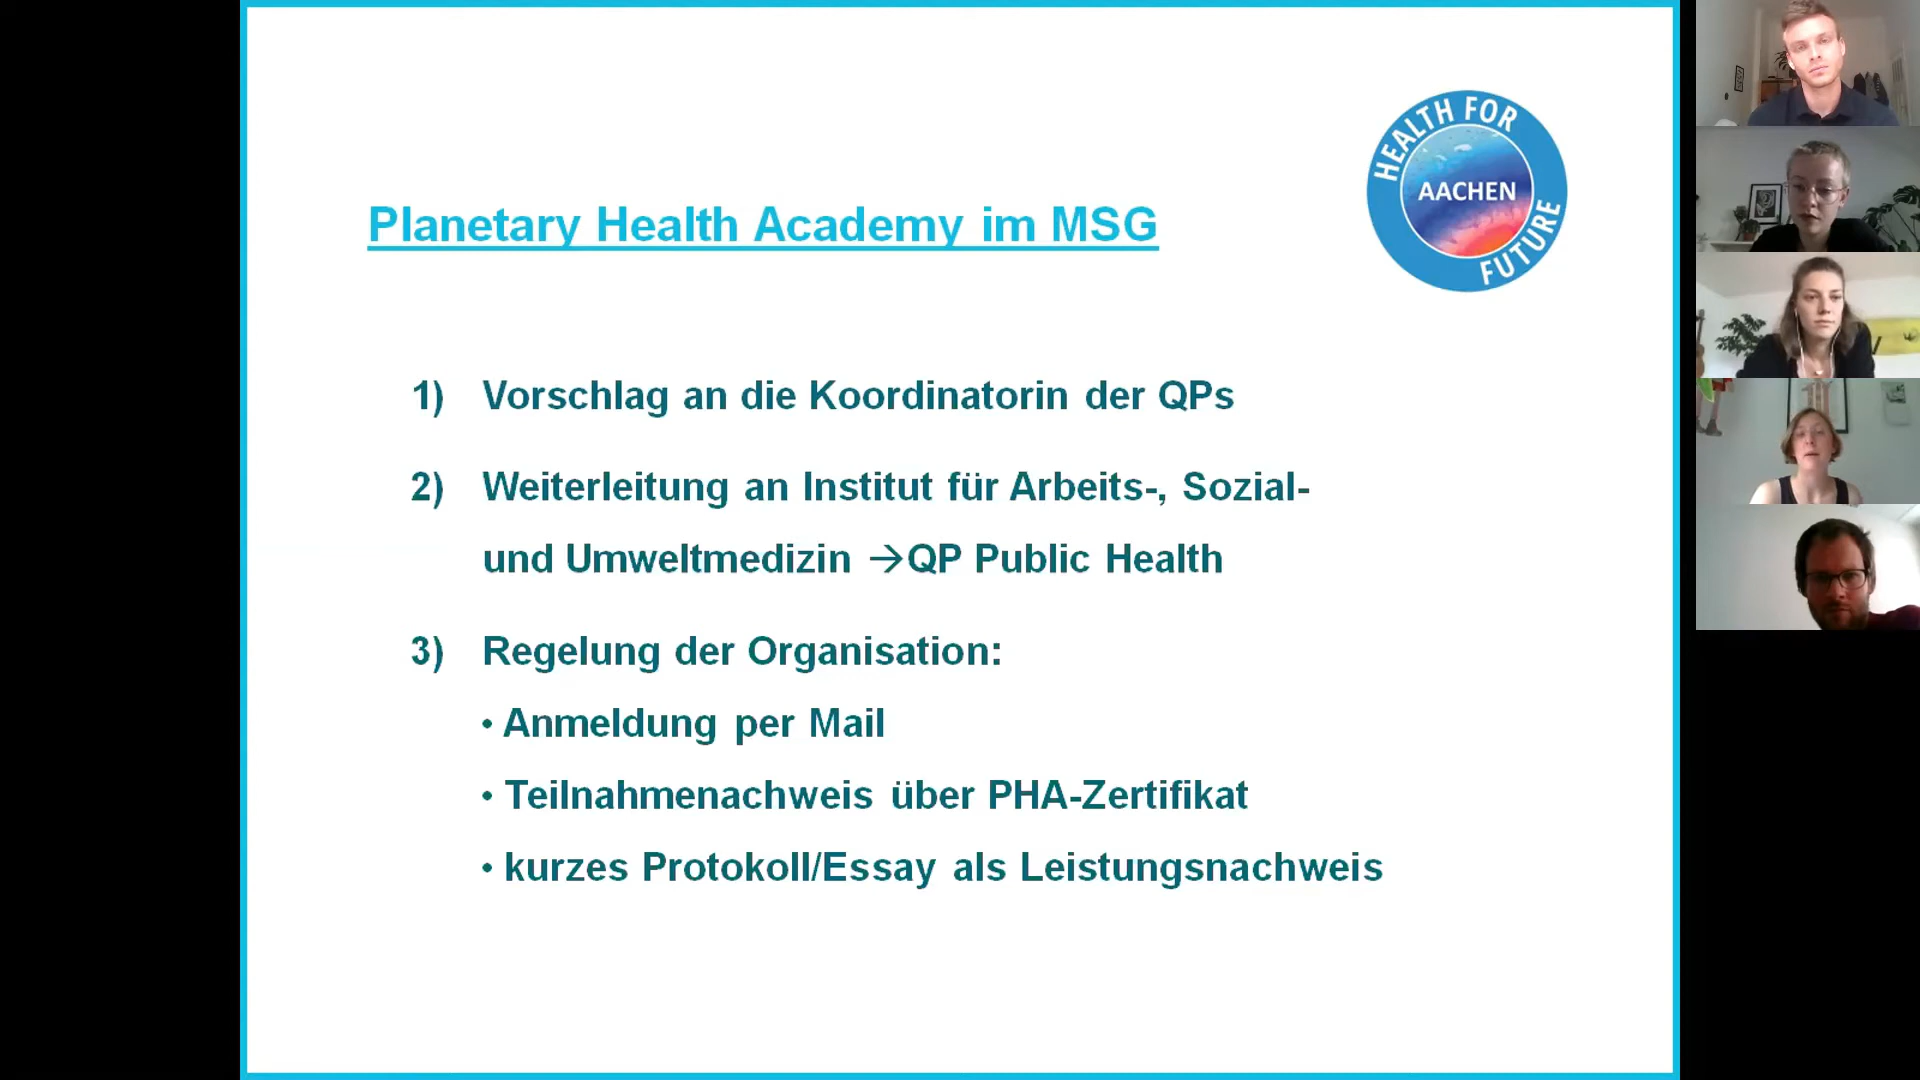 HEALTH FOR
AACHEN
FUTURE
Planetary Health Academy im MSG
1) Vorschlag an die Koordinatorin der QPs
2) Weiterleitung an Institut für Arbeits-, Sozial-
und Umweltmedizin →QP Public Health
3) Regelung der Organisation:
• Anmeldung per Mail
• Teilnahmenachweis über PHA-Zertifikat
• kurzes Protokoll/Essay als Leistungsnachweis